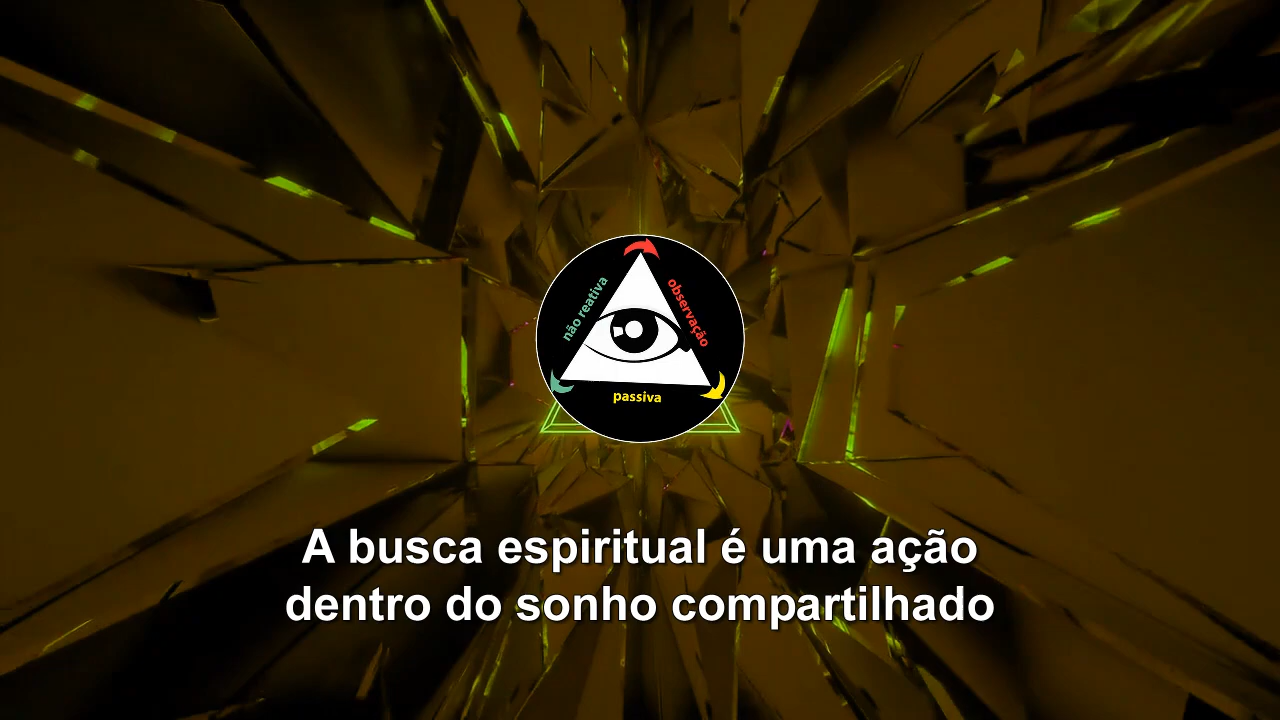 não reativa
observação
passiva
A busca espiritual é uma ação
dentro do sonho compartilhado